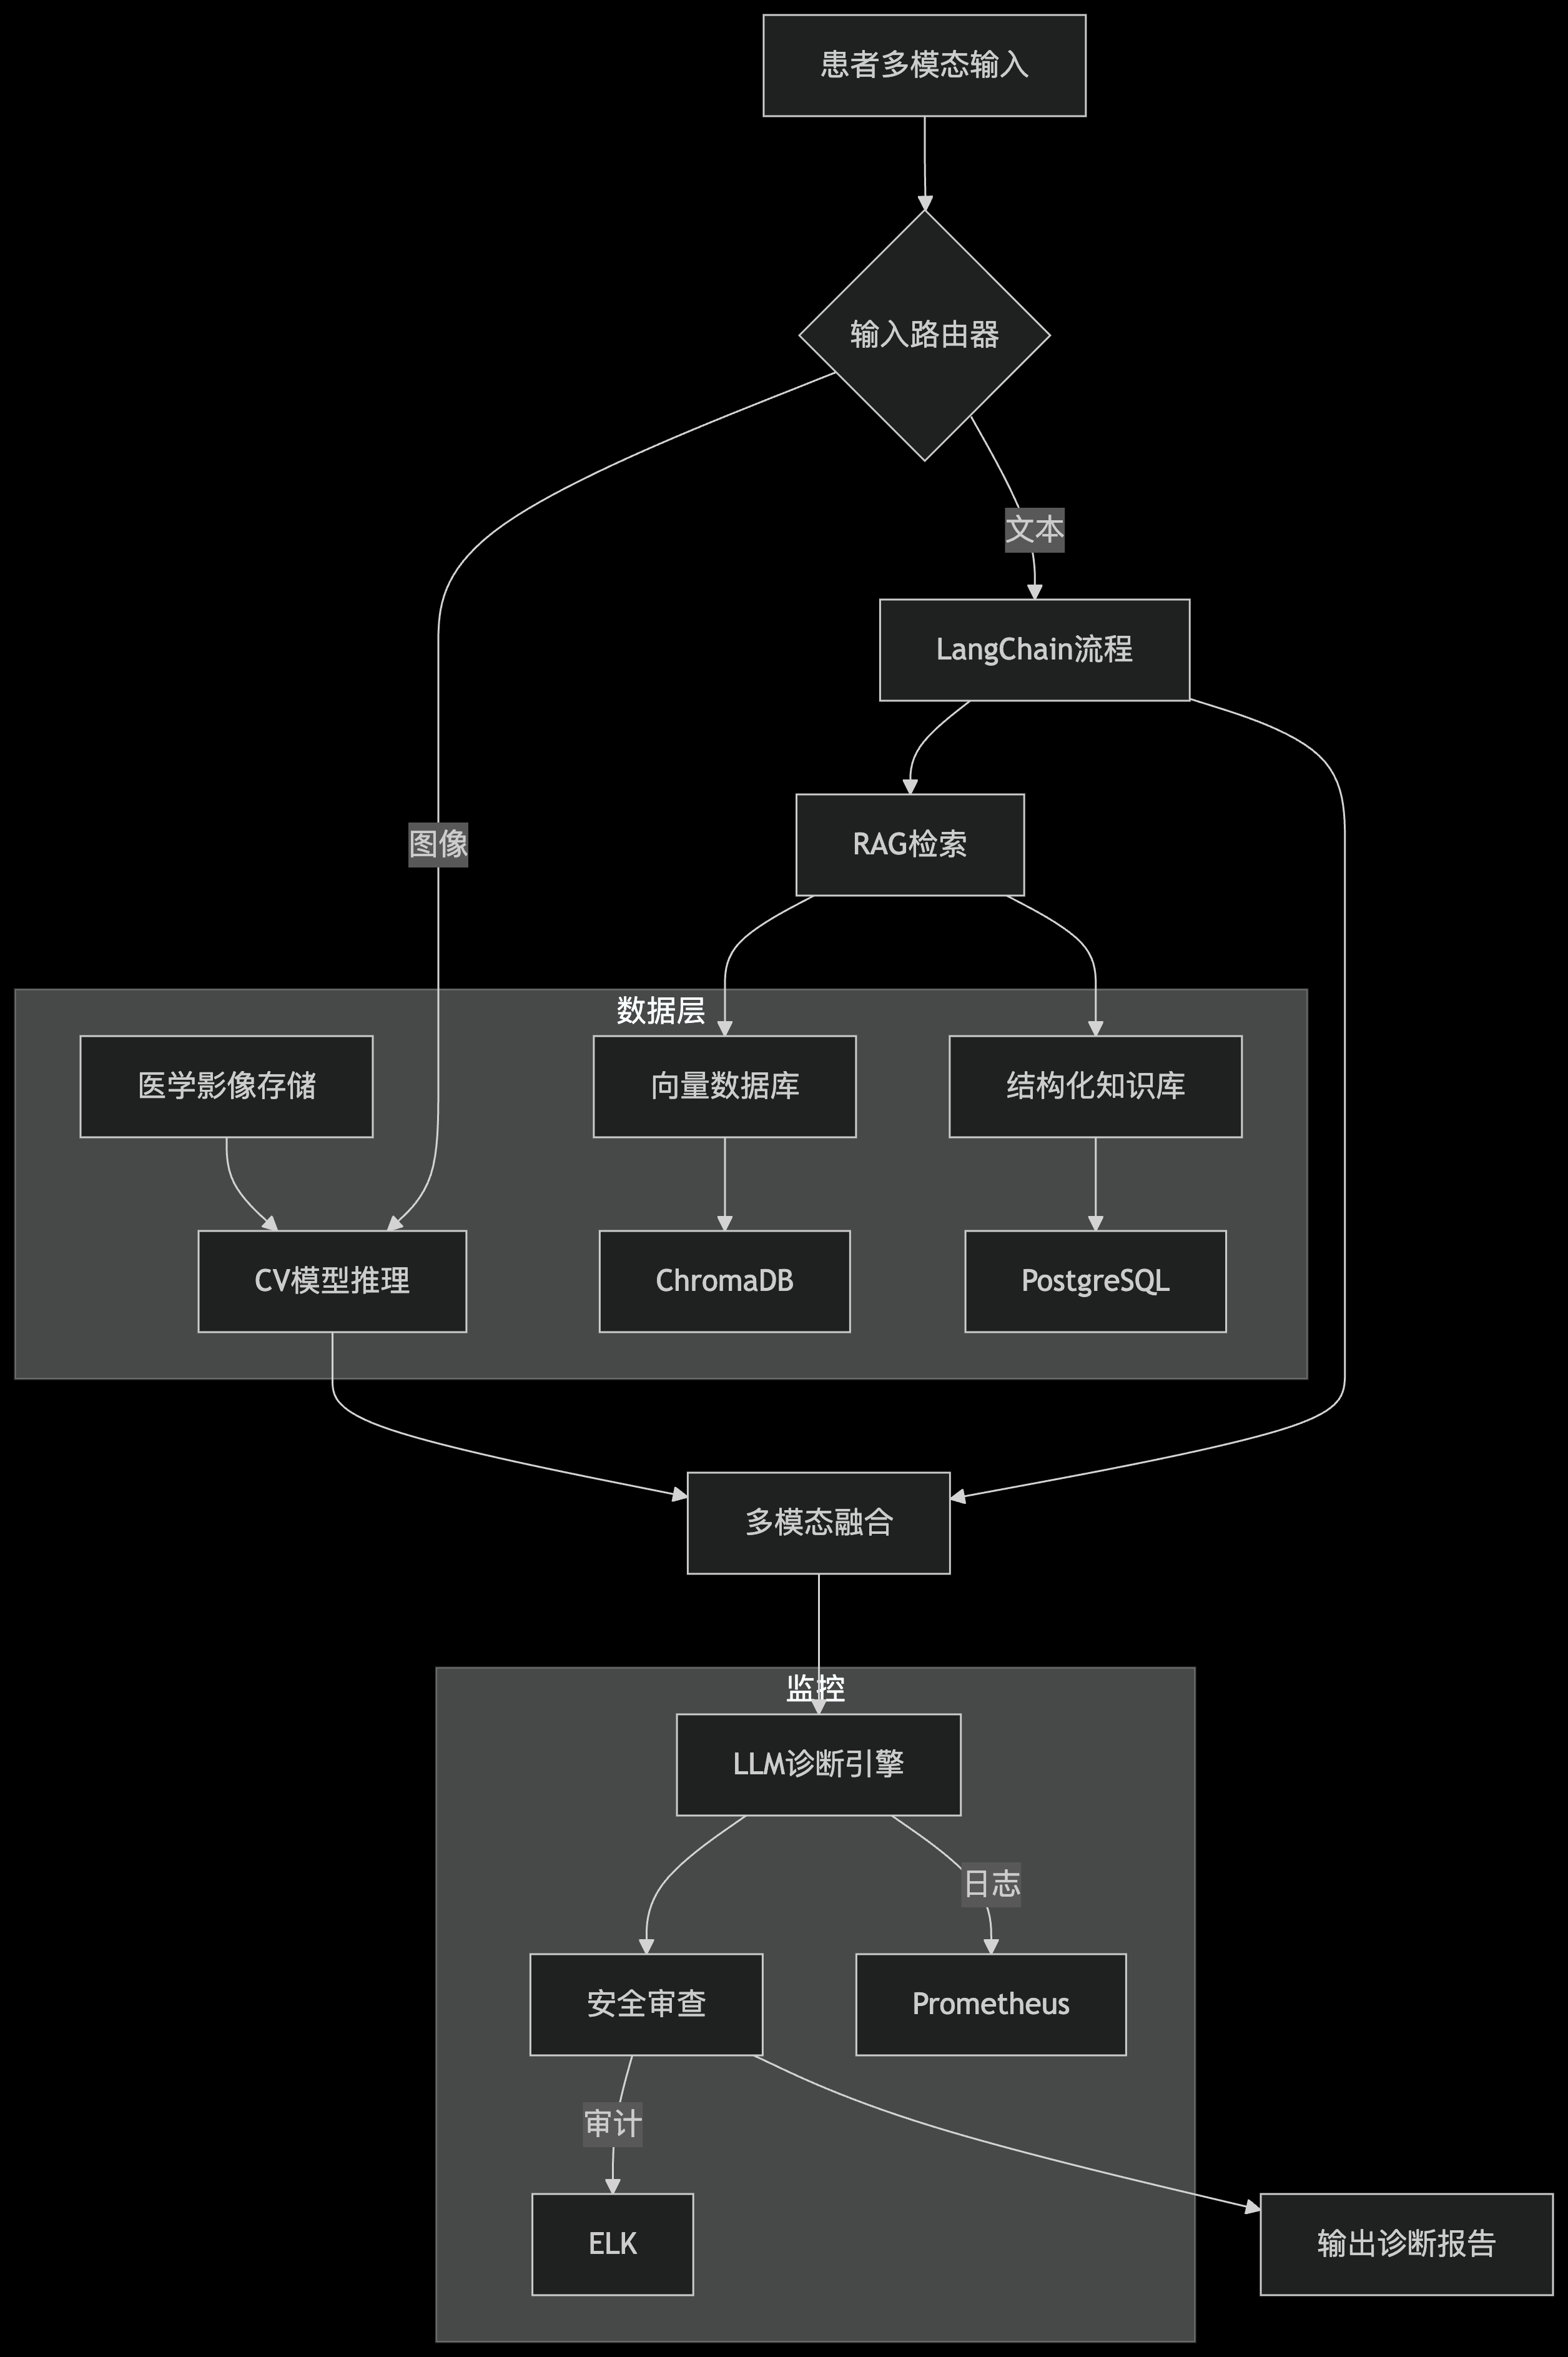 患者多模态输入
输入路由器
文本
LangChain流程
图像
RAG检索
数据层
医学影像存储
向量数据库
结构化知识库
CV模型推理
ChromaDB
PostgreSQL
多模态融合
监控
LLM诊断引擎
日志
安全审查
Prometheus
审计
ELK
输出诊断报告